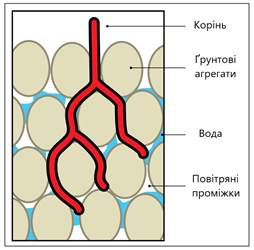 Корінь
Ґрунтові
агрегати
Вода
Повітряні
проміжки